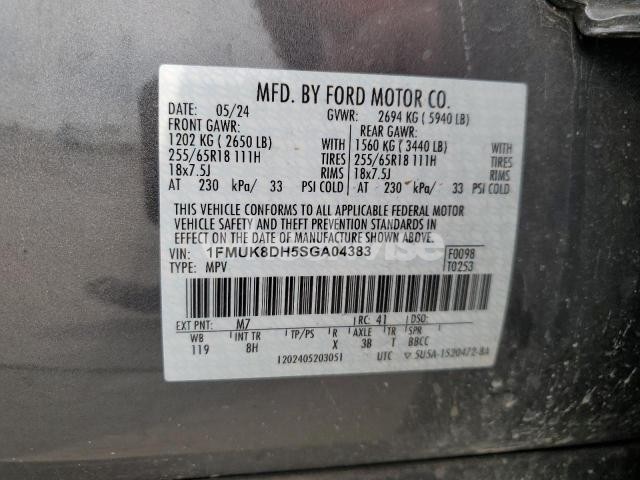 MFD. BY FORD MOTOR CO.
DATE: 05/24 GVWR: 2694 KG ( 5940 LB)
FRONT GAWR: REAR GAWR:
1202 KG ( 2650 LB) WITH 1560 KG ( 3440 LB) WITH
255/65R18 111H TIRES 255/65R18 111H TIRES
18x7.5J RIMS 18x7.5J RIMS
AT 230 kPa/ 33 PSI COLD AT 230 kPa/ 33 PSI COLD
THIS VEHICLE CONFORMS TO ALL APPLICABLE FEDERAL MOTOR
VEHICLE SAFETY AND THEFT PREVENTION STANDARDS IN
EFFECT ON THE DATE OF MANUFACTURE SHOWN ABOVE.
VIN: 1FMUK8DH5SGA04383 F0098
TYPE: MPV T0253
EXT PNT: M7 RC: 41 DSO:
WB INT TR TP/PS R AXLE TR SPR
119 8H X 3B T BBCC
1202405203051 UTC 5U5A-1520472-BA